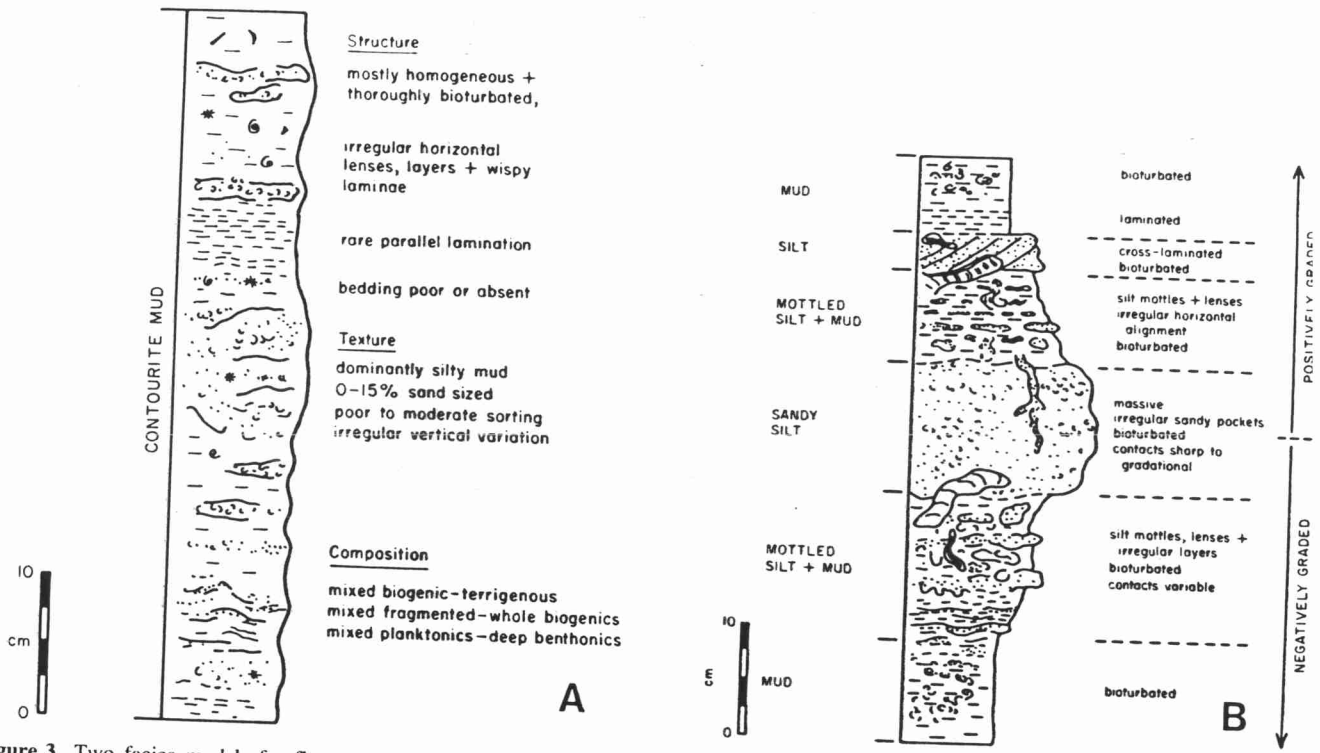 CONTOURITE MUD
Structure
mostly homogeneous +
thoroughly bioturbated,
irregular horizontal
lenses, layers + wispy
laminae
rare parallel lamination
bedding poor or absent
Texture
dominantly silty mud
0-15% sand sized
poor to moderate sorting
irregular vertical variation
Composition
mixed biogenic-terrigenous
mixed fragmented-whole biogenics
mixed planktonics-deep benthonics
10
cm
0
A
MUD
SILT
MOTTLED
SILT + MUD
SANDY
SILT
MOTTLED
SILT + MUD
MUD
10
cm
0
bioturbated
laminated
cross-laminated
bioturbated
silt mottles + lenses
irregular horizontal
alignment
bioturbated
massive
irregular sandy pockets
bioturbated
contacts sharp to
gradational
silt mottles, lenses +
irregular layers
bioturbated
contacts variable
bioturbated
POSITIVELY GRADED
NEGATIVELY GRADED
B
gure 3. Two facies